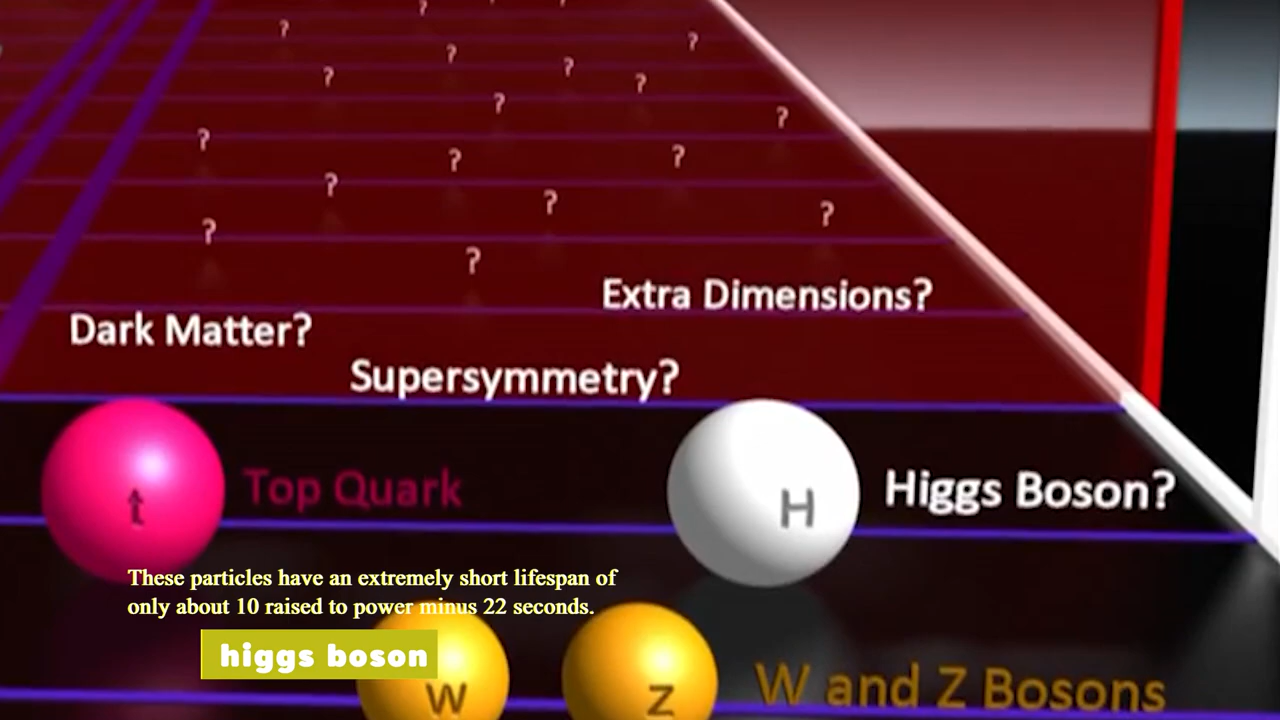 ? ? ?
? ?
? ?
? ?
?
?
?
? ?
? ?
? ?
? ?
Extra Dimensions?
Dark Matter?
Supersymmetry?
t Top Quark
H Higgs Boson?
These particles have an extremely short lifespan of
only about 10 raised to power minus 22 seconds.
higgs boson
W Z W and Z Bosons